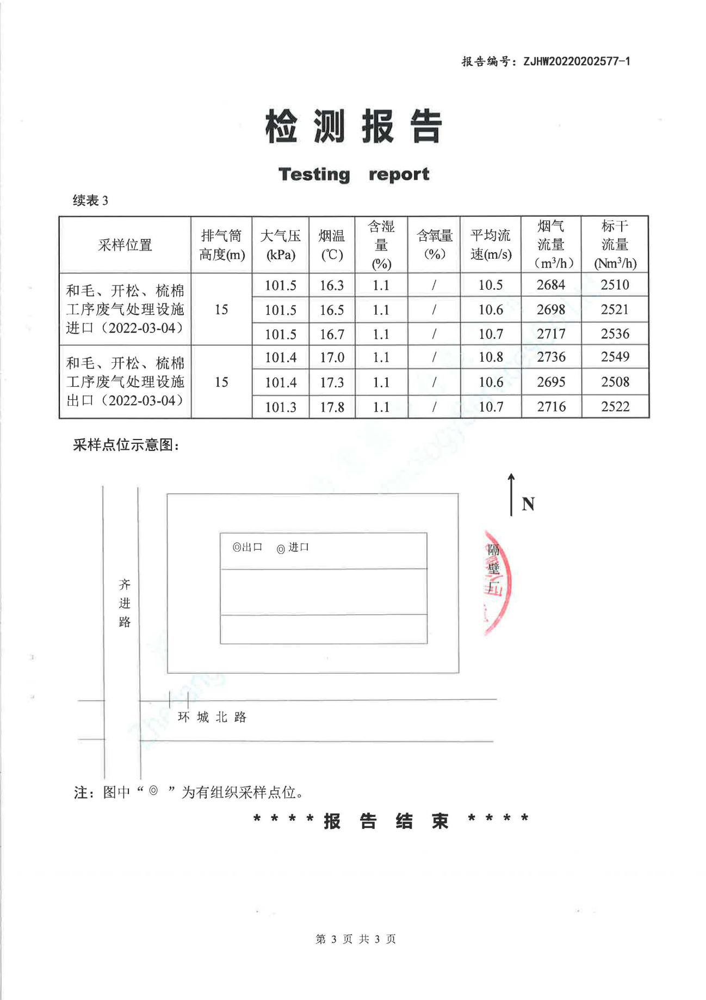 报告编号：ZJHW20220202577-1
检测报告
Testing report
续表 3
采样位置 排气筒高度(m) 大气压(kPa) 烟温(℃) 含湿量(%) 含氧量(%) 平均流速(m/s) 烟气流量(m³/h) 标干流量(Nm³/h)
和毛、开松、梳棉工序废气处理设施进口（2022-03-04） 15 101.5 16.3 1.1 / 10.5 2684 2510
101.5 16.5 1.1 / 10.6 2698 2521
101.5 16.7 1.1 / 10.7 2717 2536
和毛、开松、梳棉工序废气处理设施出口（2022-03-04） 15 101.4 17.0 1.1 / 10.8 2736 2549
101.4 17.3 1.1 / 10.6 2695 2508
101.3 17.8 1.1 / 10.7 2716 2522
采样点位示意图：
N
◎出口 ◎进口
隔壁厂
齐进路
环城北路
注：图中“◎ ”为有组织采样点位。
****报告结束****
第 3 页 共 3 页